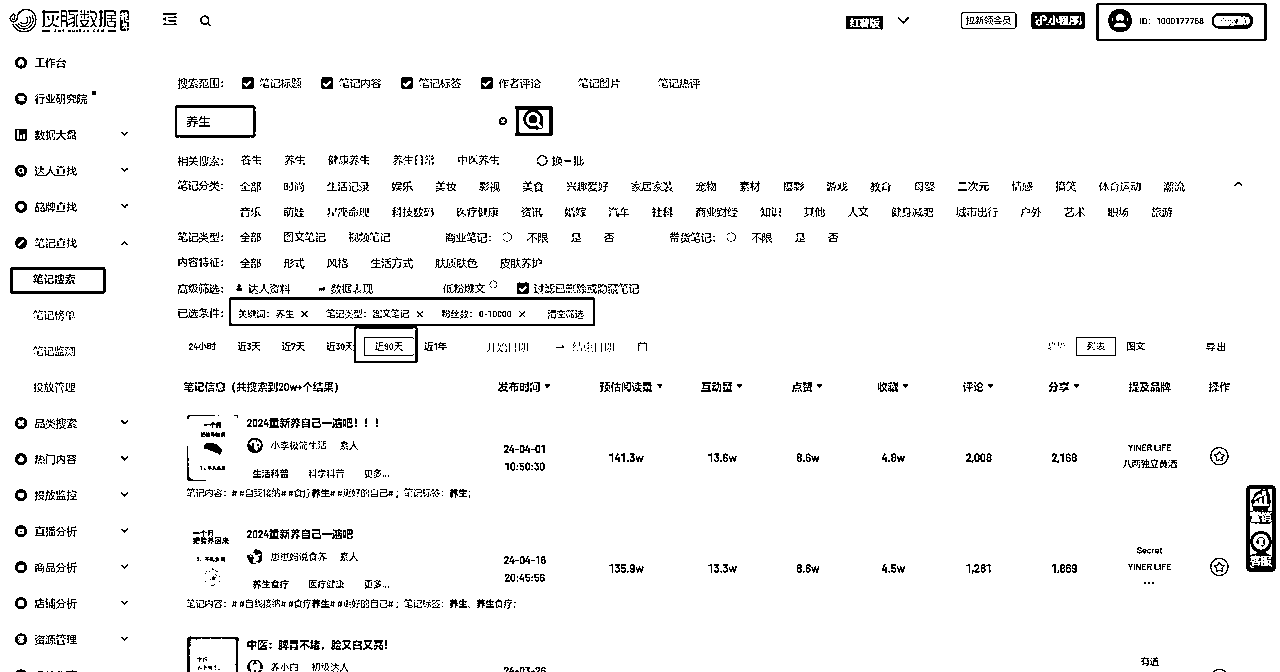 灰豚数据
红薯版
拉新领会员
小程序
ID: 1000177768
工作台
行业研究院
数据大盘
达人查找
品牌查找
笔记查找
笔记搜索
笔记榜单
笔记监测
投放管理
品类搜索
热门内容
投放监控
直播分析
商品分析
店铺分析
资源管理
搜索范围: 笔记标题 笔记内容 笔记标签 作者评论 笔记图片 笔记热评
养生
相关搜索: 养生 养生 健康养生 养生日常 中医养生 换一批
笔记分类: 全部 时尚 生活记录 娱乐 美妆 影视 美食 兴趣爱好 家居家装 宠物 素材 摄影 游戏 教育 母婴 二次元 情感 搞笑 体育运动 潮流
音乐 萌娃 星座命理 科技数码 医疗健康 资讯 婚嫁 汽车 社科 商业财经 知识 其他 人文 健身减肥 城市出行 户外 艺术 职场 旅游
笔记类型: 全部 图文笔记 视频笔记 商业笔记: 不限 是 否 带货笔记: 不限 是 否
内容特征: 全部 形式 风格 生活方式 肤质肤色 皮肤养护
高级筛选: 达人资料 数据表现 低粉爆文 过滤已删除或隐藏笔记
已选条件: 关键词: 养生 × 笔记类型: 图文笔记 × 粉丝数: 0-10000 × 清空筛选
24小时 近3天 近7天 近30天 近90天 近1年 开始日期 → 结束日期
列表 图文 导出
笔记信息 (共搜索到20w+个结果) 发布时间 预估阅读量 互动量 点赞 收藏 评论 分享 提及品牌 操作
2024重新养自己一遍吧！！！
小李极简生活 素人
生活科普 科学科普 更多...
24-04-01
10:50:30
141.3w 13.6w 8.6w 4.8w 2,008 2,168
YINER LIFE
八两独立黄酒
笔记内容: ##自我接纳##食疗养生##更好的自己#; 笔记标签: 养生;
2024重新养自己一遍吧
思思妈说食养 素人
养生食疗 医疗健康 更多...
24-04-16
20:45:56
135.9w 13.3w 8.6w 4.5w 1,281 1,869
Secret
YINER LIFE
...
笔记内容: ##自我接纳##食疗养生##更好的自己#; 笔记标签: 养生、养生食疗;
中医: 脾胃不堵，脸又白又亮!
养小白 初级达人
24-03-26
有道
客服